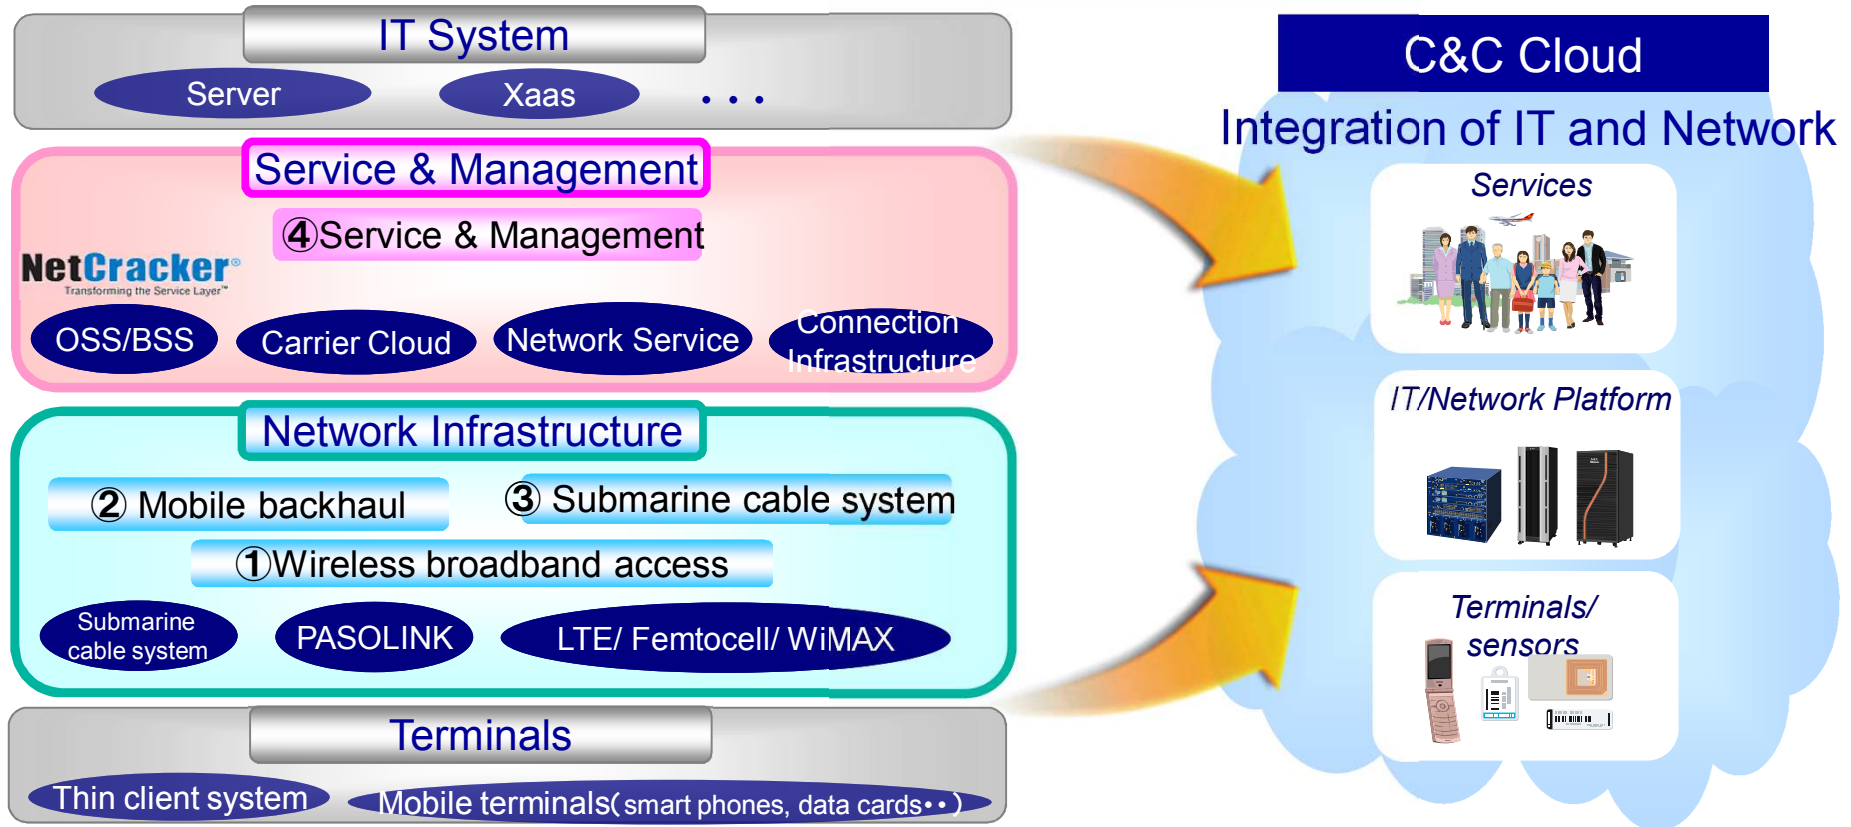 IT System
Server
Xaas
・・・
Service & Management
④Service & Management
NetCracker®
Transforming the Service Layer™
OSS/BSS
Carrier Cloud
Network Service
Connection
Infrastructure
Network Infrastructure
② Mobile backhaul
③ Submarine cable system
①Wireless broadband access
Submarine
cable system
PASOLINK
LTE/ Femtocell/ WiMAX
Terminals
Thin client system
Mobile terminals(smart phones, data cards・・)
C&C Cloud
Integration of IT and Network
Services
IT/Network Platform
Terminals/
sensors